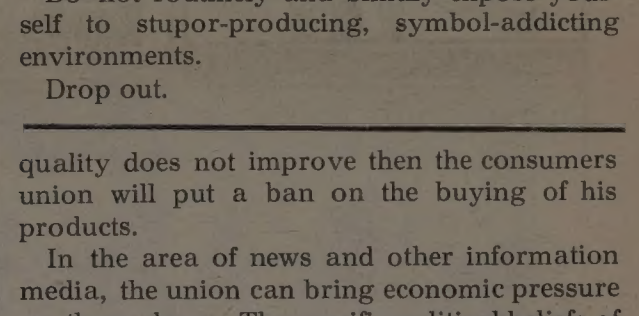 self to stupor-producing, symbol-addicting
environments.
Drop out.
quality does not improve then the consumers
union will put a ban on the buying of his
products.
In the area of news and other information
media, the union can bring economic pressure